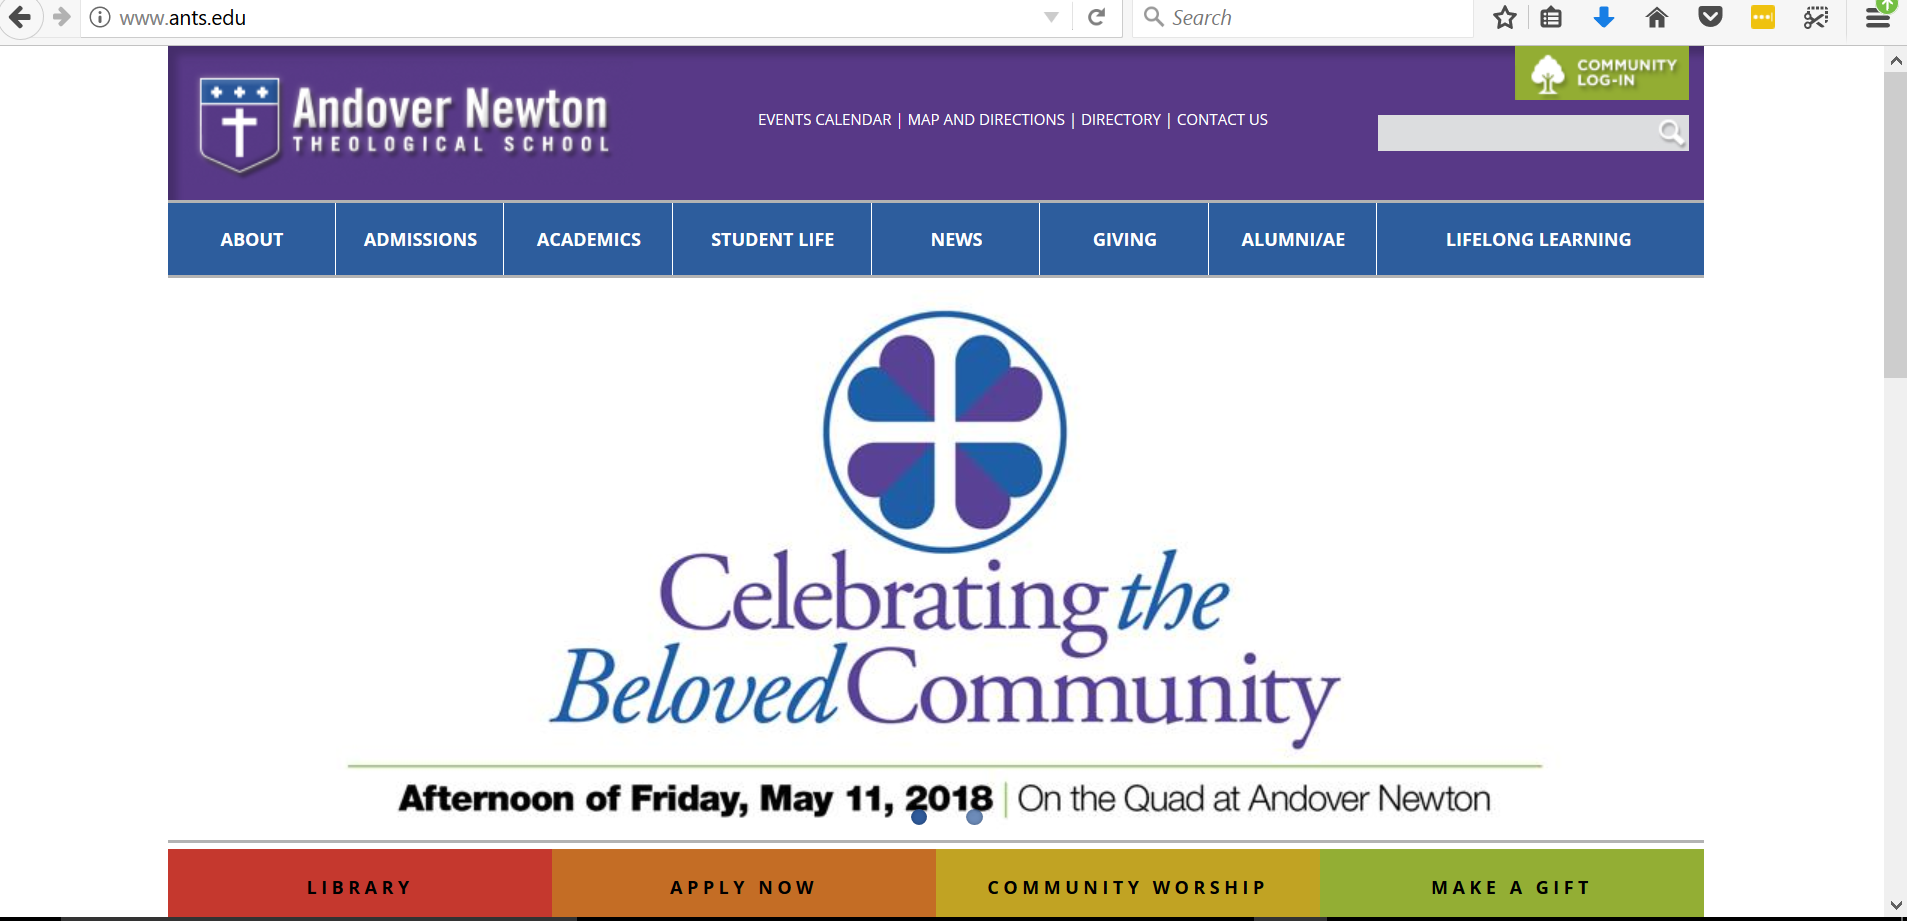 www.ants.edu
Search
COMMUNITY
LOG-IN
Andover Newton
THEOLOGICAL SCHOOL
EVENTS CALENDAR | MAP AND DIRECTIONS | DIRECTORY | CONTACT US
ABOUT ADMISSIONS ACADEMICS STUDENT LIFE NEWS GIVING ALUMNI/AE LIFELONG LEARNING
Celebrating the
Beloved Community
Afternoon of Friday, May 11, 2018 | On the Quad at Andover Newton
LIBRARY APPLY NOW COMMUNITY WORSHIP MAKE A GIFT